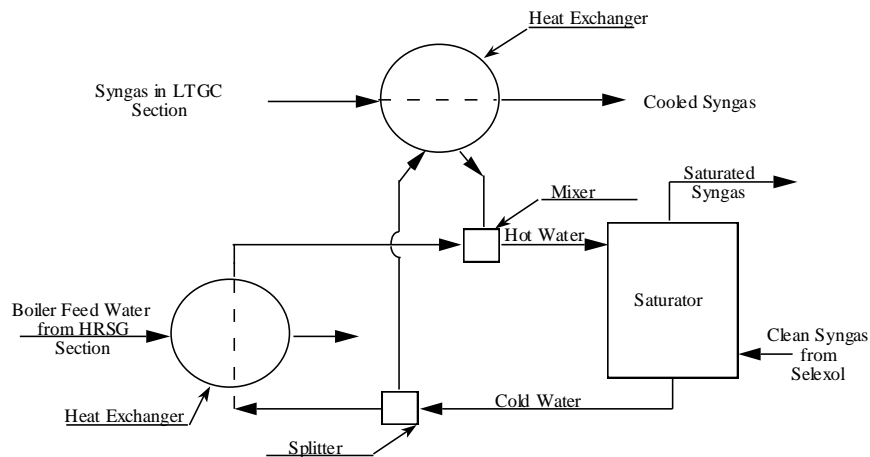 Heat Exchanger
Syngas in LTGC
Section
Cooled Syngas
Saturated
Syngas
Mixer
Hot Water
Boiler Feed Water
from HRSG
Section
Saturator
Clean Syngas
from
Selexol
Cold Water
Heat Exchanger
Splitter